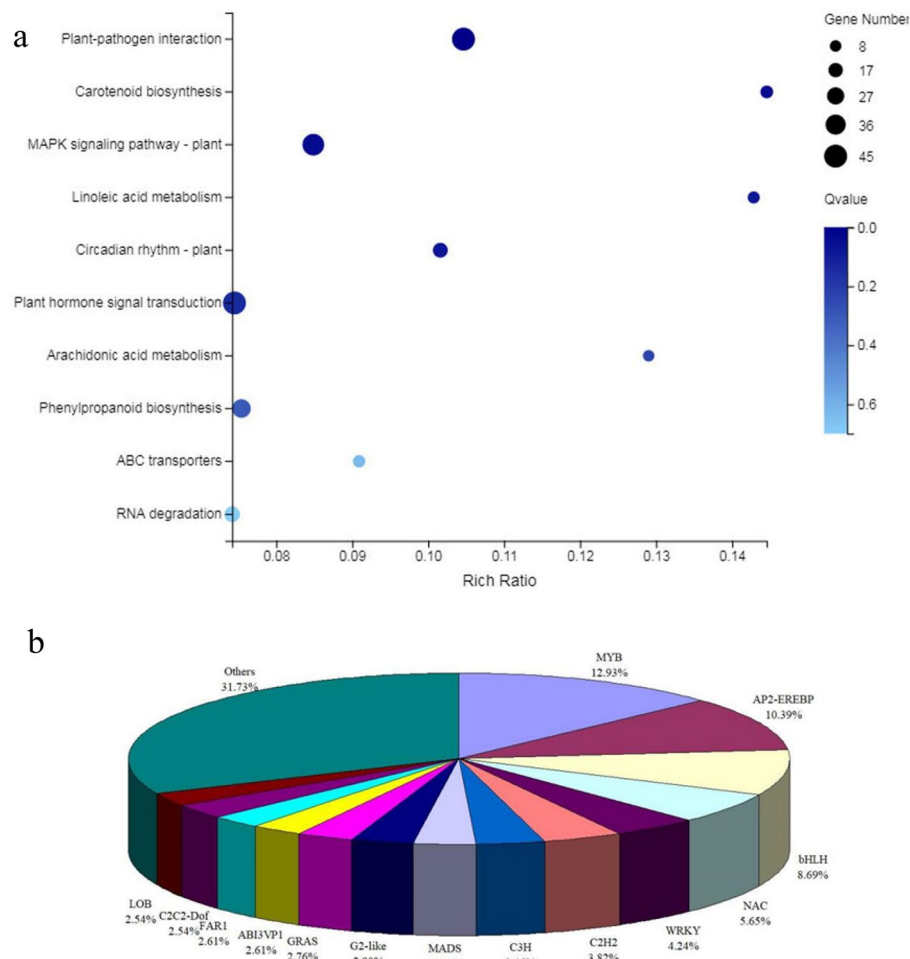 a
Plant-pathogen interaction
Carotenoid biosynthesis
MAPK signaling pathway - plant
Linoleic acid metabolism
Circadian rhythm - plant
Plant hormone signal transduction
Arachidonic acid metabolism
Phenylpropanoid biosynthesis
ABC transporters
RNA degradation
0.08 0.09 0.10 0.11 0.12 0.13 0.14
Rich Ratio
Gene Number
8
17
27
36
45
Qvalue
0.0
0.2
0.4
0.6
b
Others
31.73%
MYB
12.93%
AP2-EREBP
10.39%
bHLH
8.69%
NAC
5.65%
WRKY
4.24%
C2H2
3.82%
C3H
MADS
G2-like
GRAS
2.76%
ABI3VP1
2.61%
FAR1
2.61%
C2C2-Dof
2.54%
LOB
2.54%